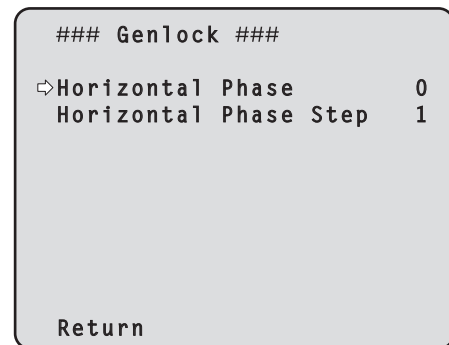 ### Genlock ###
⇨Horizontal Phase 0
Horizontal Phase Step 1
Return